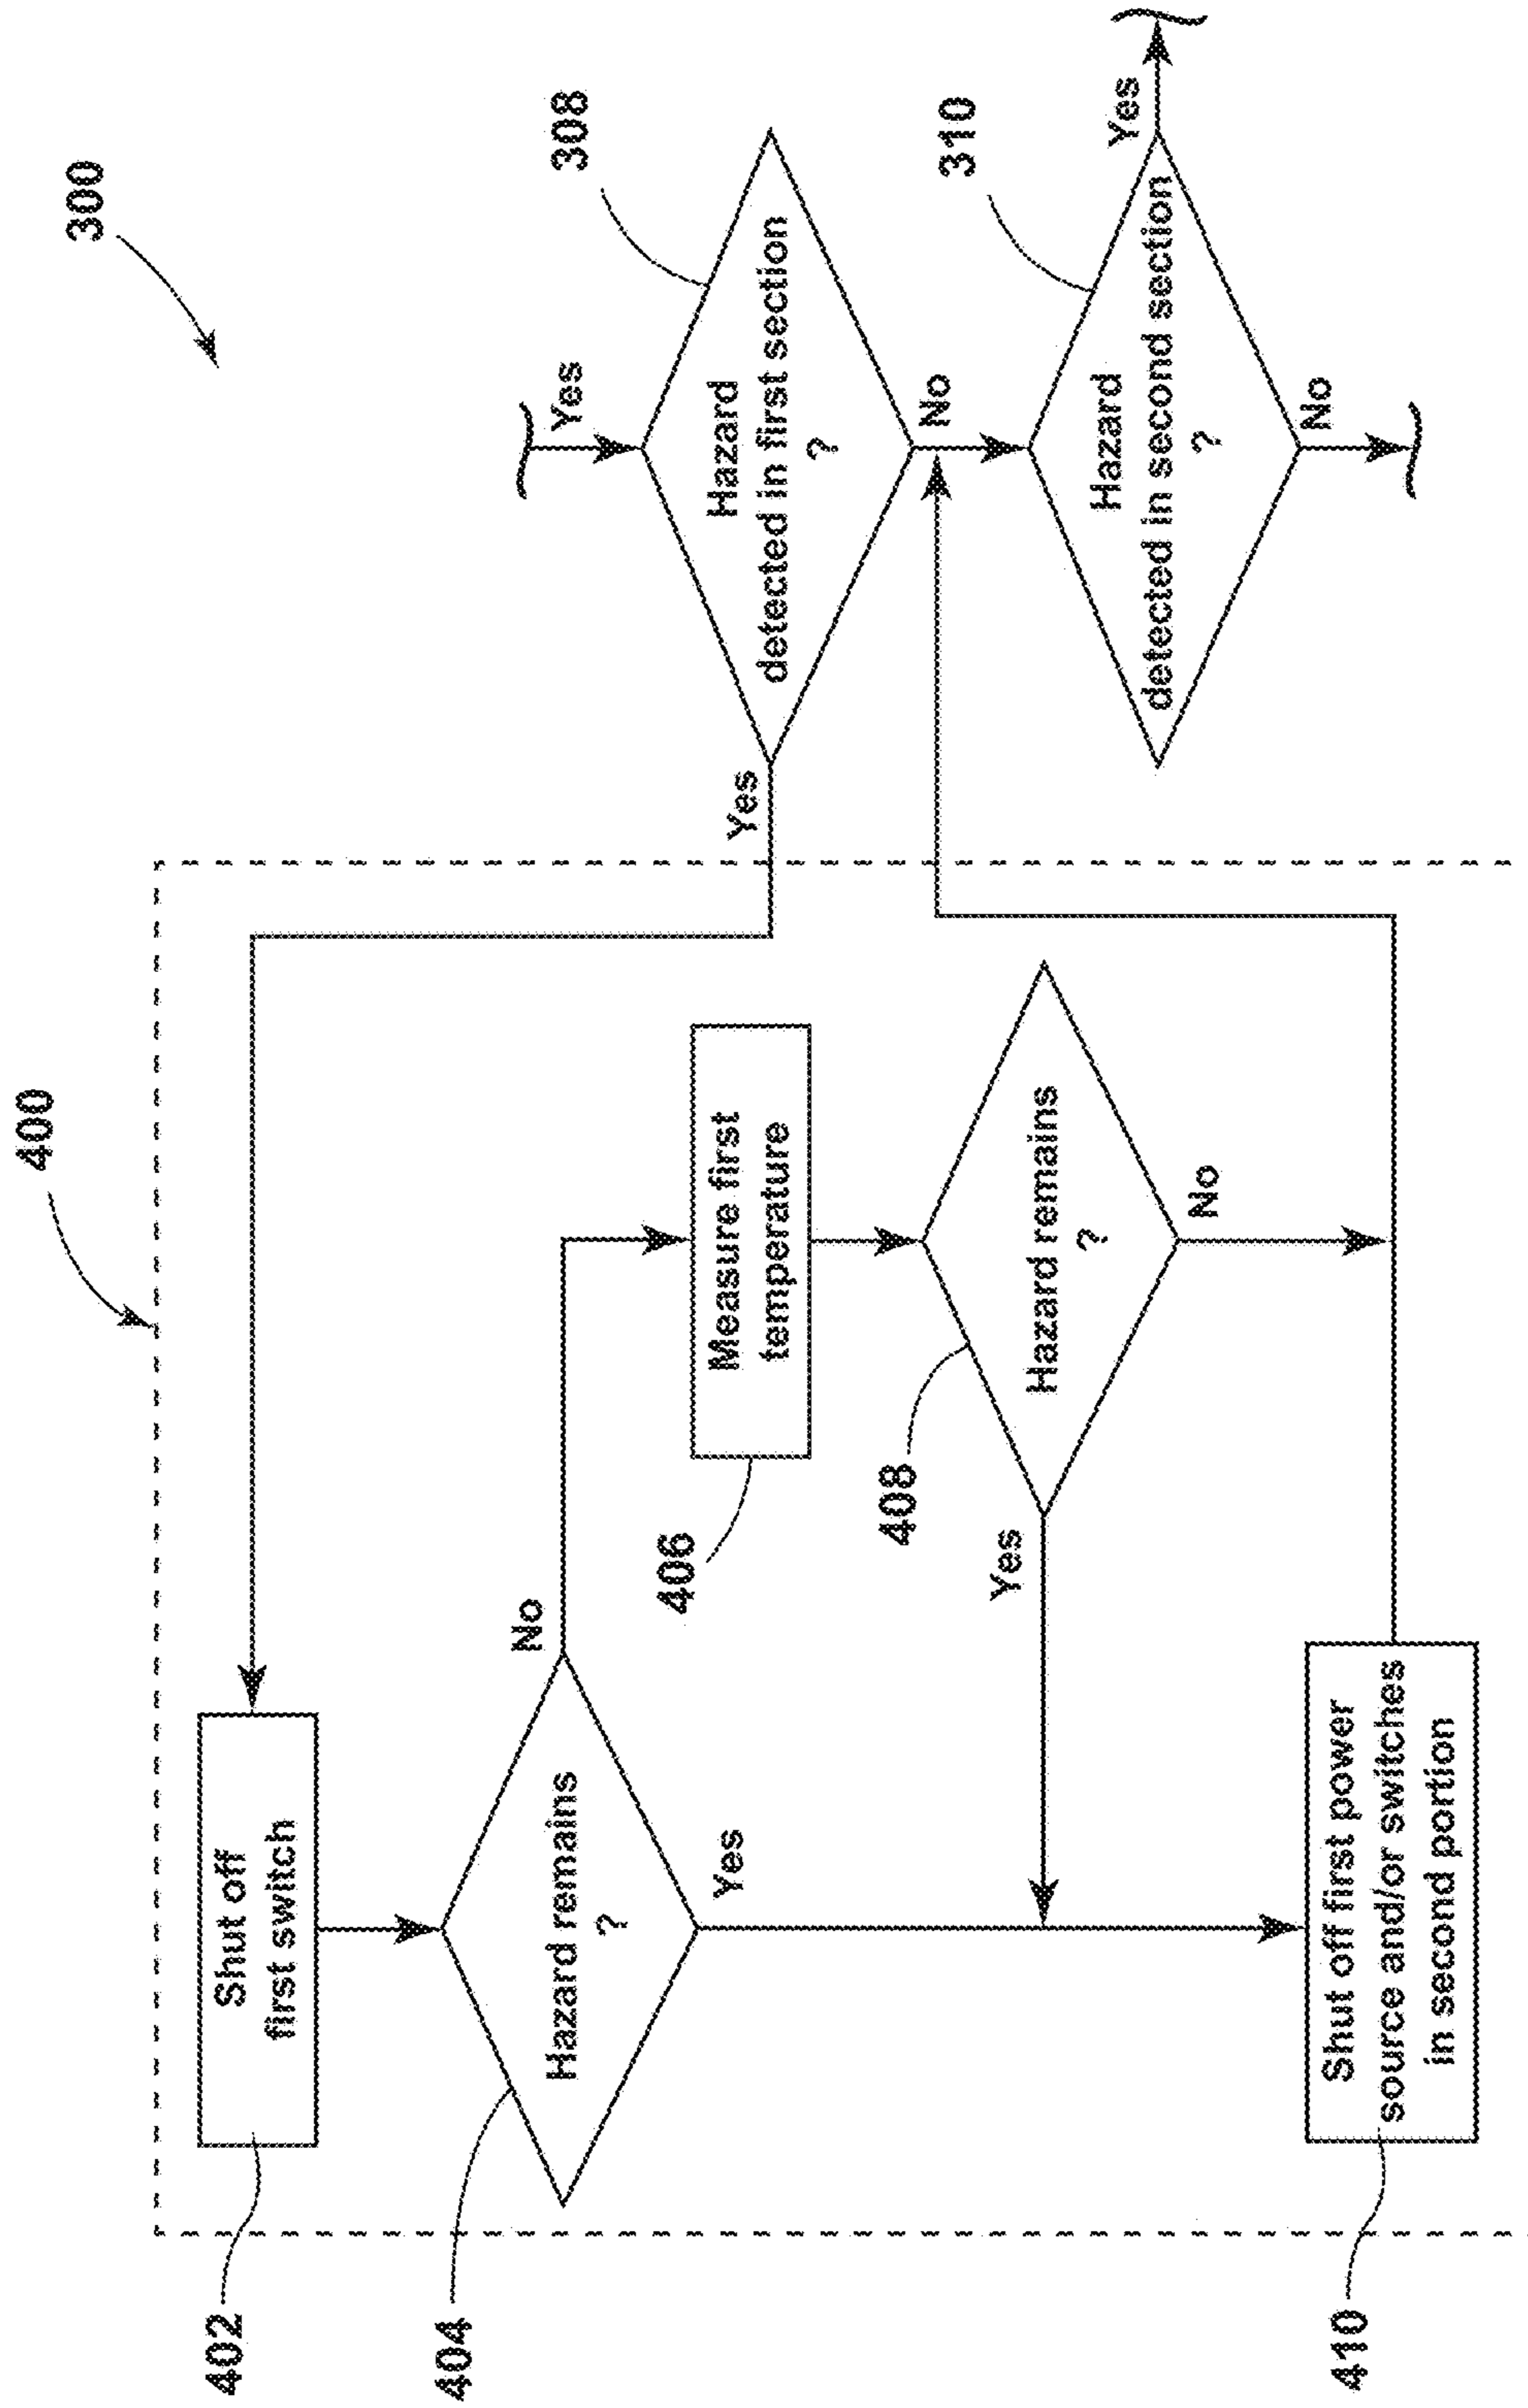 400
300
402
Shut off
first switch
404
Hazard remains
?
No
Yes
406
Measure first
temperature
408
Hazard remains
?
Yes
No
410
Shut off first power
source and/or switches
in second portion
Yes
308
Hazard
detected in first section
?
Yes
No
310
Hazard
detected in second section
?
Yes
No